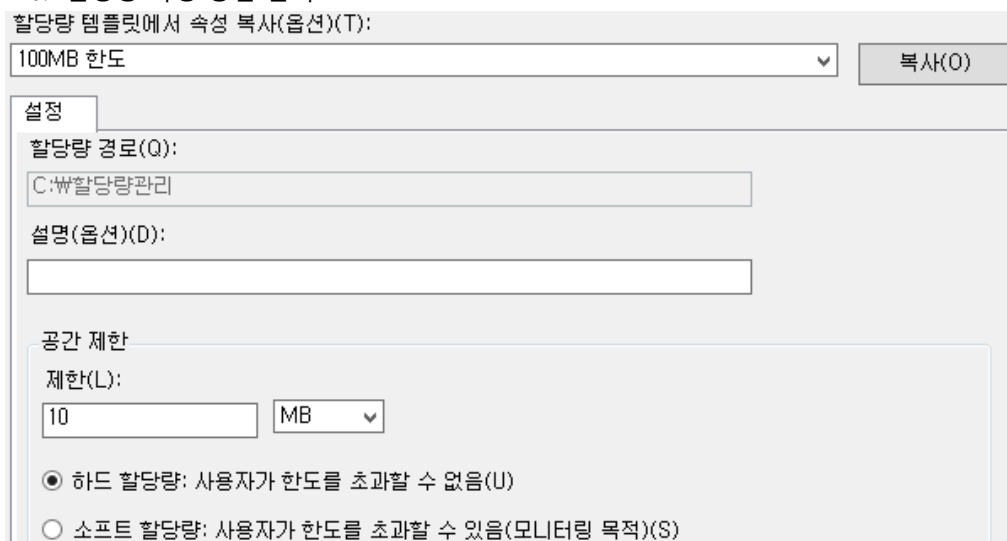 할당량 템플릿에서 속성 복사(옵션)(T):
100MB 한도
복사(O)
설정
할당량 경로(Q):
C:₩할당량관리
설명(옵션)(D):
공간 제한
제한(L):
10 MB
하드 할당량: 사용자가 한도를 초과할 수 없음(U)
소프트 할당량: 사용자가 한도를 초과할 수 있음(모니터링 목적)(S)